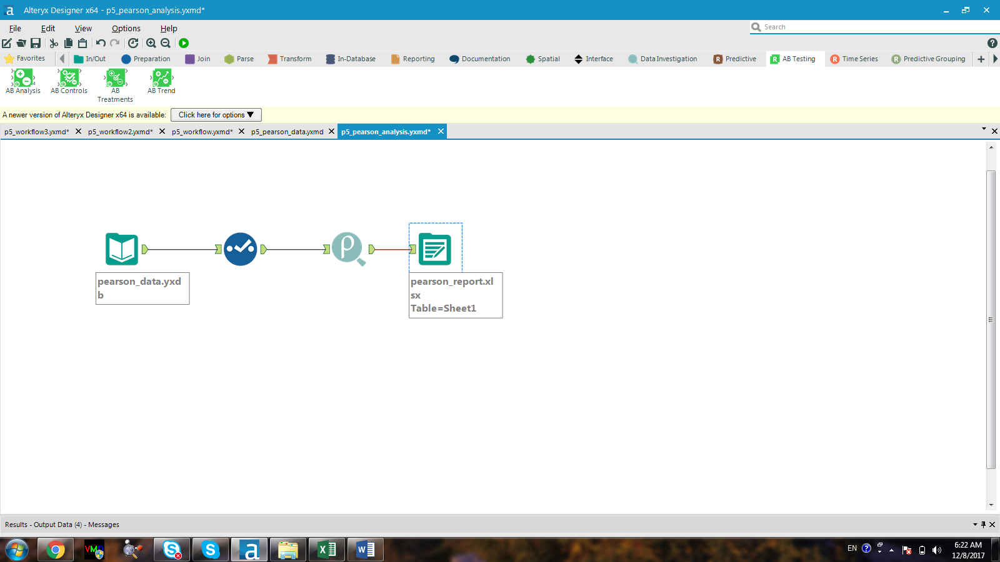 a Alteryx Designer x64 - p5_pearson_analysis.yxmd*
File Edit View Options Help
Search
?
Favorites In/Out Preparation Join Parse Transform In-Database Reporting Documentation Spatial Interface Data Investigation R Predictive R AB Testing R Time Series R Predictive Grouping +
AB Analysis AB Controls AB AB Trend
Treatments
A newer version of Alteryx Designer x64 is available: Click here for options ▼
p5_workflow3.yxmd* p5_workflow2.yxmd* p5_workflow.yxmd* p5_pearson_data.yxmd p5_pearson_analysis.yxmd*
ρ
pearson_data.yxd
b
pearson_report.xl
sx
Table=Sheet1
Results - Output Data (4) - Messages
VMD S S a X W EN ? 6:22 AM
12/8/2017